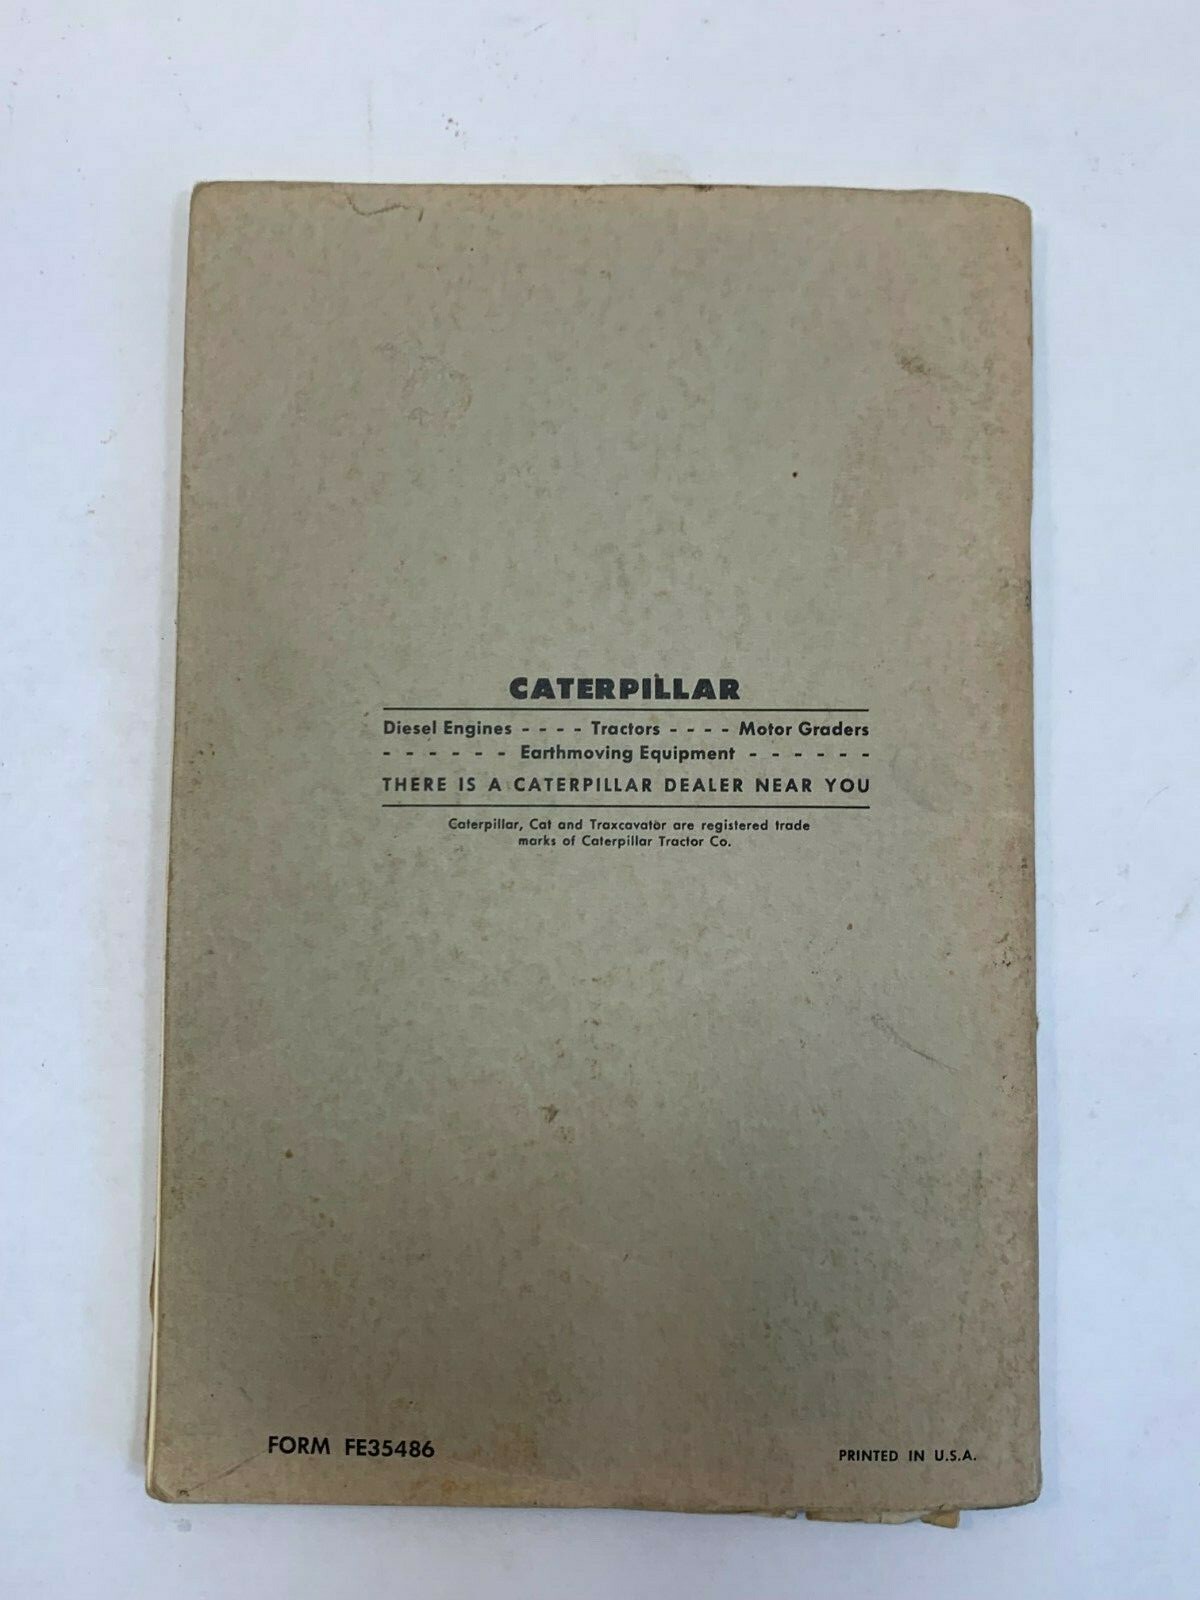 CATERPILLAR
Diesel Engines - - - - Tractors - - - - Motor Graders
- - - - - - Earthmoving Equipment - - - - - -
THERE IS A CATERPILLAR DEALER NEAR YOU
Caterpillar, Cat and Traxcavator are registered trade
marks of Caterpillar Tractor Co.
FORM FE35486
PRINTED IN U.S.A.